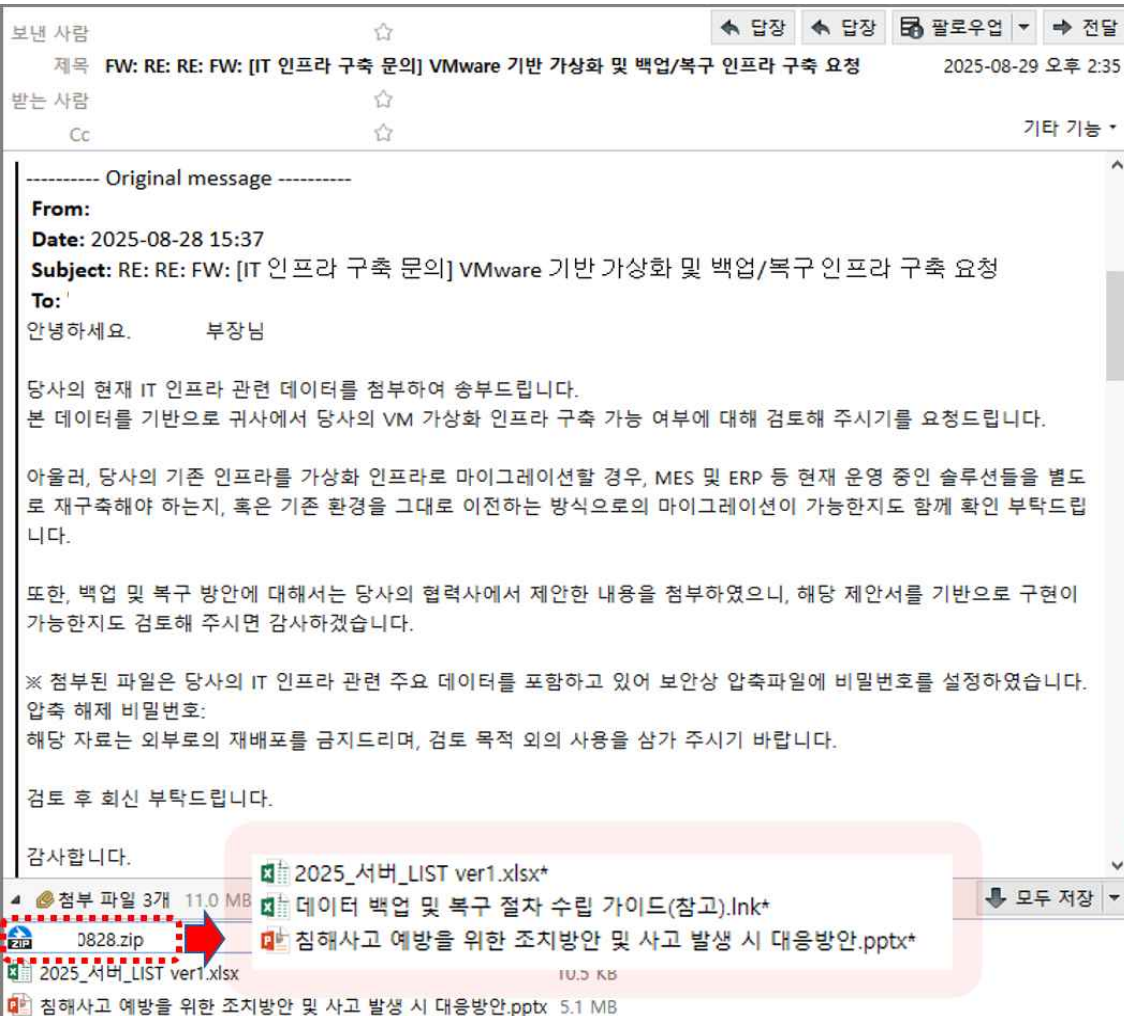 보낸 사람
답장 답장 팔로우업 전달
제목 FW: RE: RE: FW: [IT 인프라 구축 문의] VMware 기반 가상화 및 백업/복구 인프라 구축 요청 2025-08-29 오후 2:35
받는 사람
Cc
기타 기능
---------- Original message ----------
From:
Date: 2025-08-28 15:37
Subject: RE: RE: FW: [IT 인프라 구축 문의] VMware 기반 가상화 및 백업/복구 인프라 구축 요청
To: '
안녕하세요. 부장님
당사의 현재 IT 인프라 관련 데이터를 첨부하여 송부드립니다.
본 데이터를 기반으로 귀사에서 당사의 VM 가상화 인프라 구축 가능 여부에 대해 검토해 주시기를 요청드립니다.
아울러, 당사의 기존 인프라를 가상화 인프라로 마이그레이션할 경우, MES 및 ERP 등 현재 운영 중인 솔루션들을 별도
로 재구축해야 하는지, 혹은 기존 환경을 그대로 이전하는 방식으로의 마이그레이션이 가능한지도 함께 확인 부탁드립
니다.
또한, 백업 및 복구 방안에 대해서는 당사의 협력사에서 제안한 내용을 첨부하였으니, 해당 제안서를 기반으로 구현이
가능한지도 검토해 주시면 감사하겠습니다.
※ 첨부된 파일은 당사의 IT 인프라 관련 주요 데이터를 포함하고 있어 보안상 압축파일에 비밀번호를 설정하였습니다.
압축 해제 비밀번호:
해당 자료는 외부로의 재배포를 금지드리며, 검토 목적 외의 사용을 삼가 주시기 바랍니다.
검토 후 회신 부탁드립니다.
감사합니다.
2025_서버_LIST ver1.xlsx*
데이터 백업 및 복구 절차 수립 가이드(참고).lnk*
침해사고 예방을 위한 조치방안 및 사고 발생 시 대응방안.pptx*
첨부 파일 3개 11.0 MB
모두 저장
ZIP 0828.zip
2025_서버_LIST ver1.xlsx 10.5 KB
침해사고 예방을 위한 조치방안 및 사고 발생 시 대응방안.pptx 5.1 MB